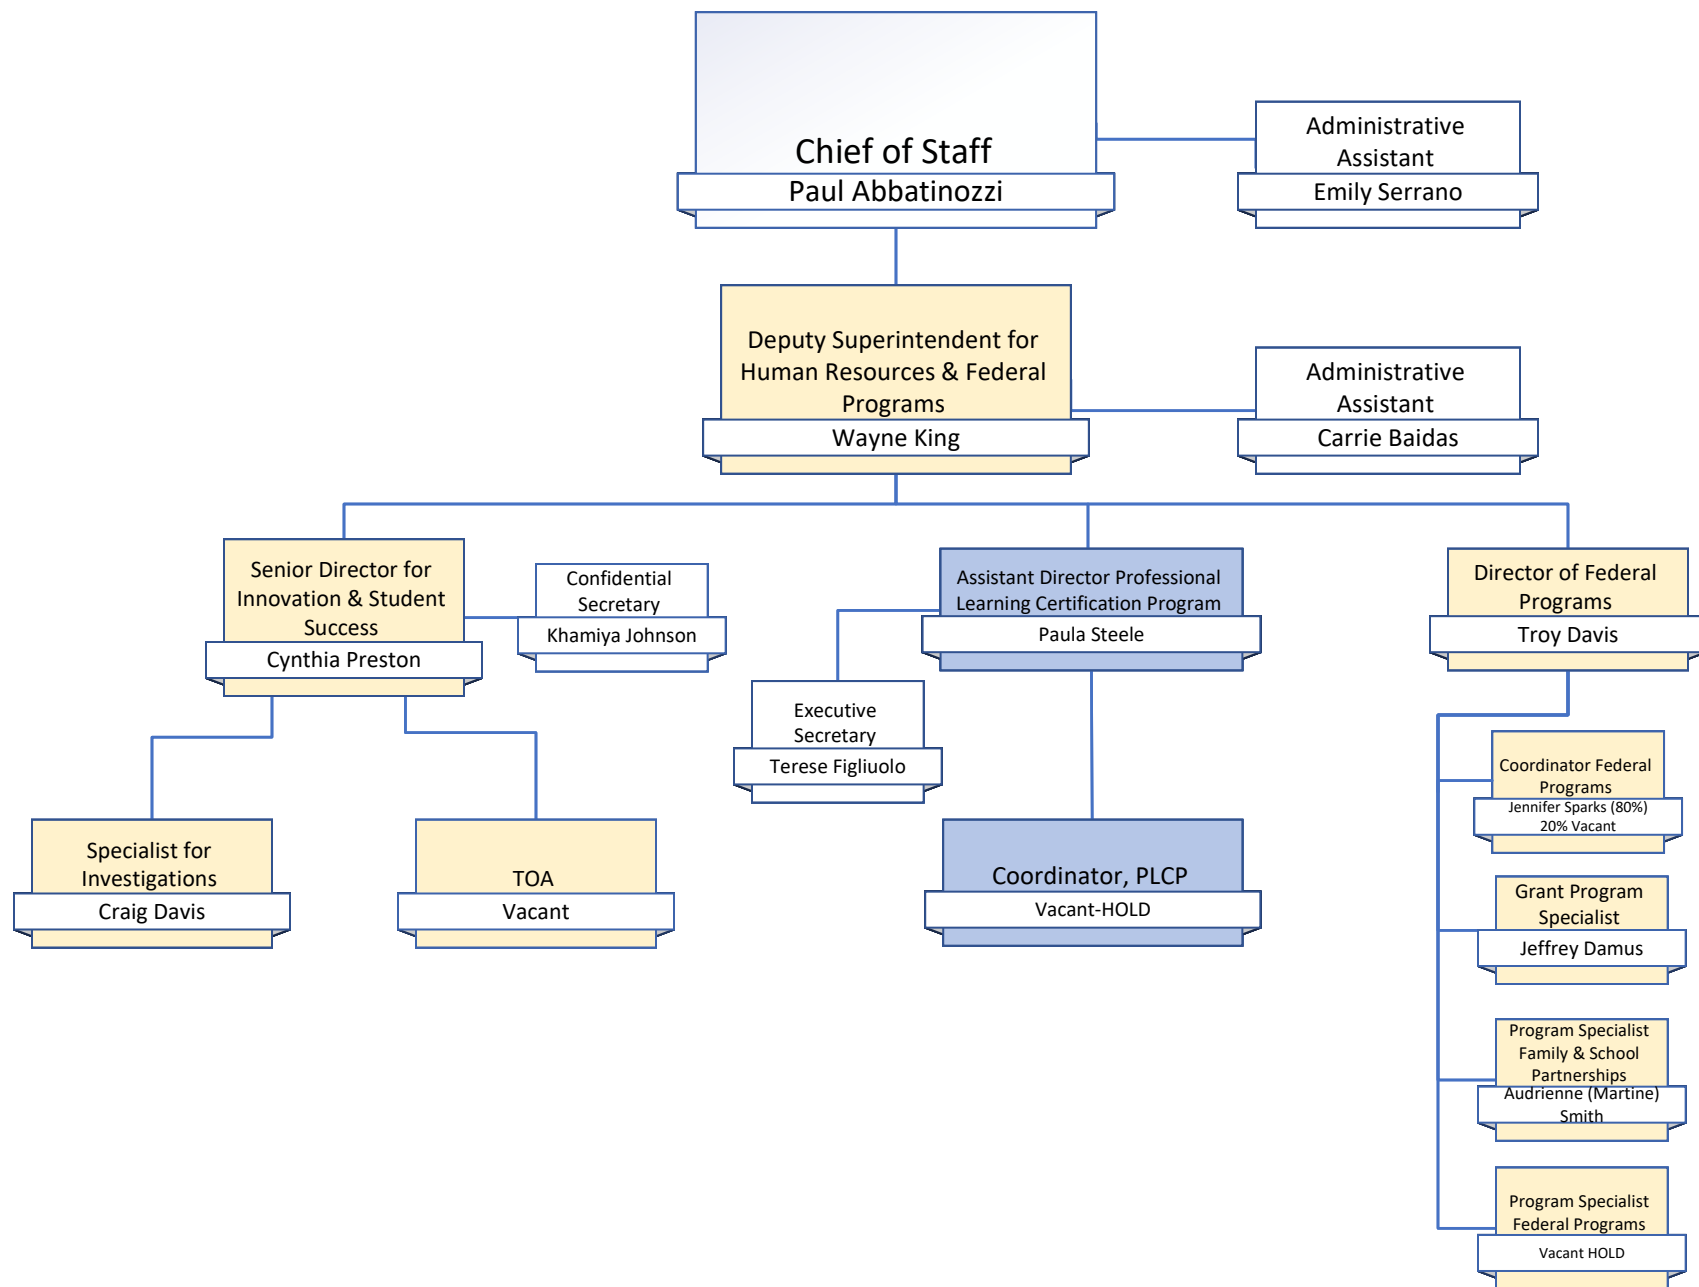 Chief of Staff
Paul Abbatinozzi
Administrative
Assistant
Emily Serrano
Deputy Superintendent for
Human Resources & Federal
Programs
Wayne King
Administrative
Assistant
Carrie Baidas
Senior Director for
Innovation & Student
Success
Cynthia Preston
Confidential
Secretary
Khamiya Johnson
Assistant Director Professional
Learning Certification Program
Paula Steele
Director of Federal
Programs
Troy Davis
Executive
Secretary
Terese Figliuolo
Specialist for
Investigations
Craig Davis
TOA
Vacant
Coordinator, PLCP
Vacant-HOLD
Coordinator Federal
Programs
Jennifer Sparks (80%)
20% Vacant
Grant Program
Specialist
Jeffrey Damus
Program Specialist
Family & School
Partnerships
Audrienne (Martine)
Smith
Program Specialist
Federal Programs
Vacant HOLD